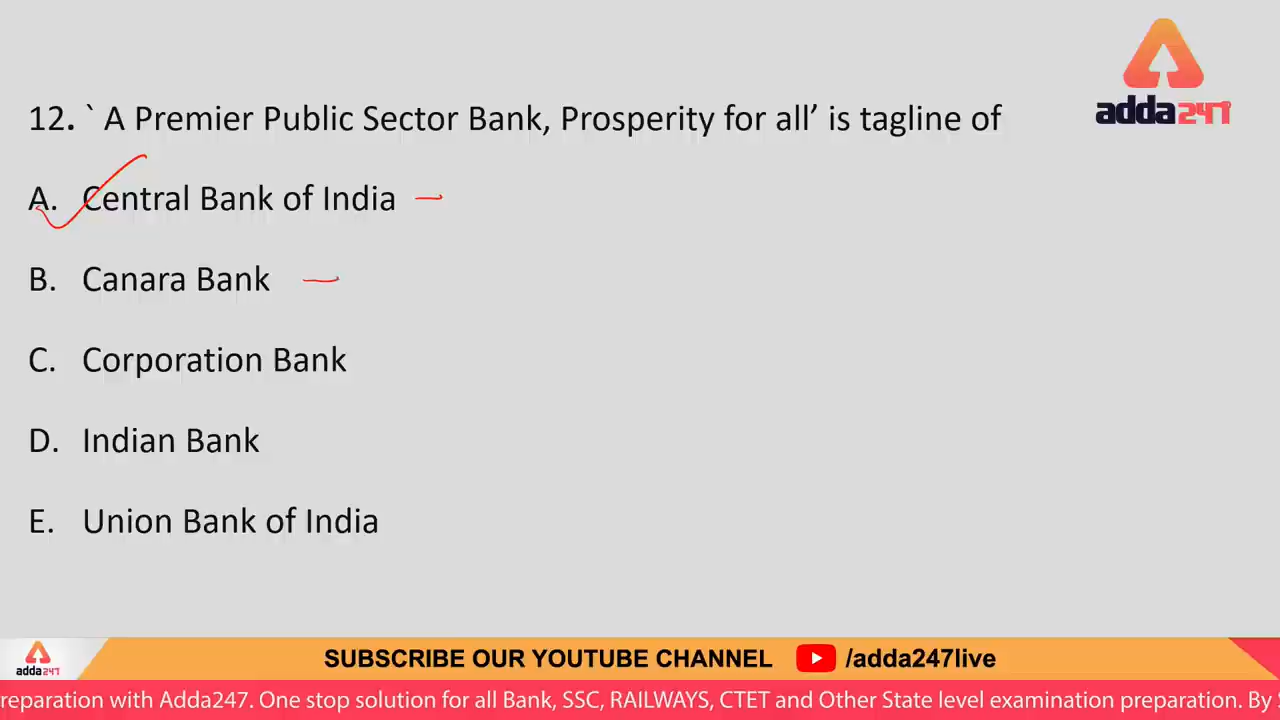 adda247
12. ` A Premier Public Sector Bank, Prosperity for all’ is tagline of
A. Central Bank of India
B. Canara Bank
C. Corporation Bank
D. Indian Bank
E. Union Bank of India
adda247
SUBSCRIBE OUR YOUTUBE CHANNEL /adda247live
reparation with Adda247. One stop solution for all Bank, SSC, RAILWAYS, CTET and Other State level examination preparation. By